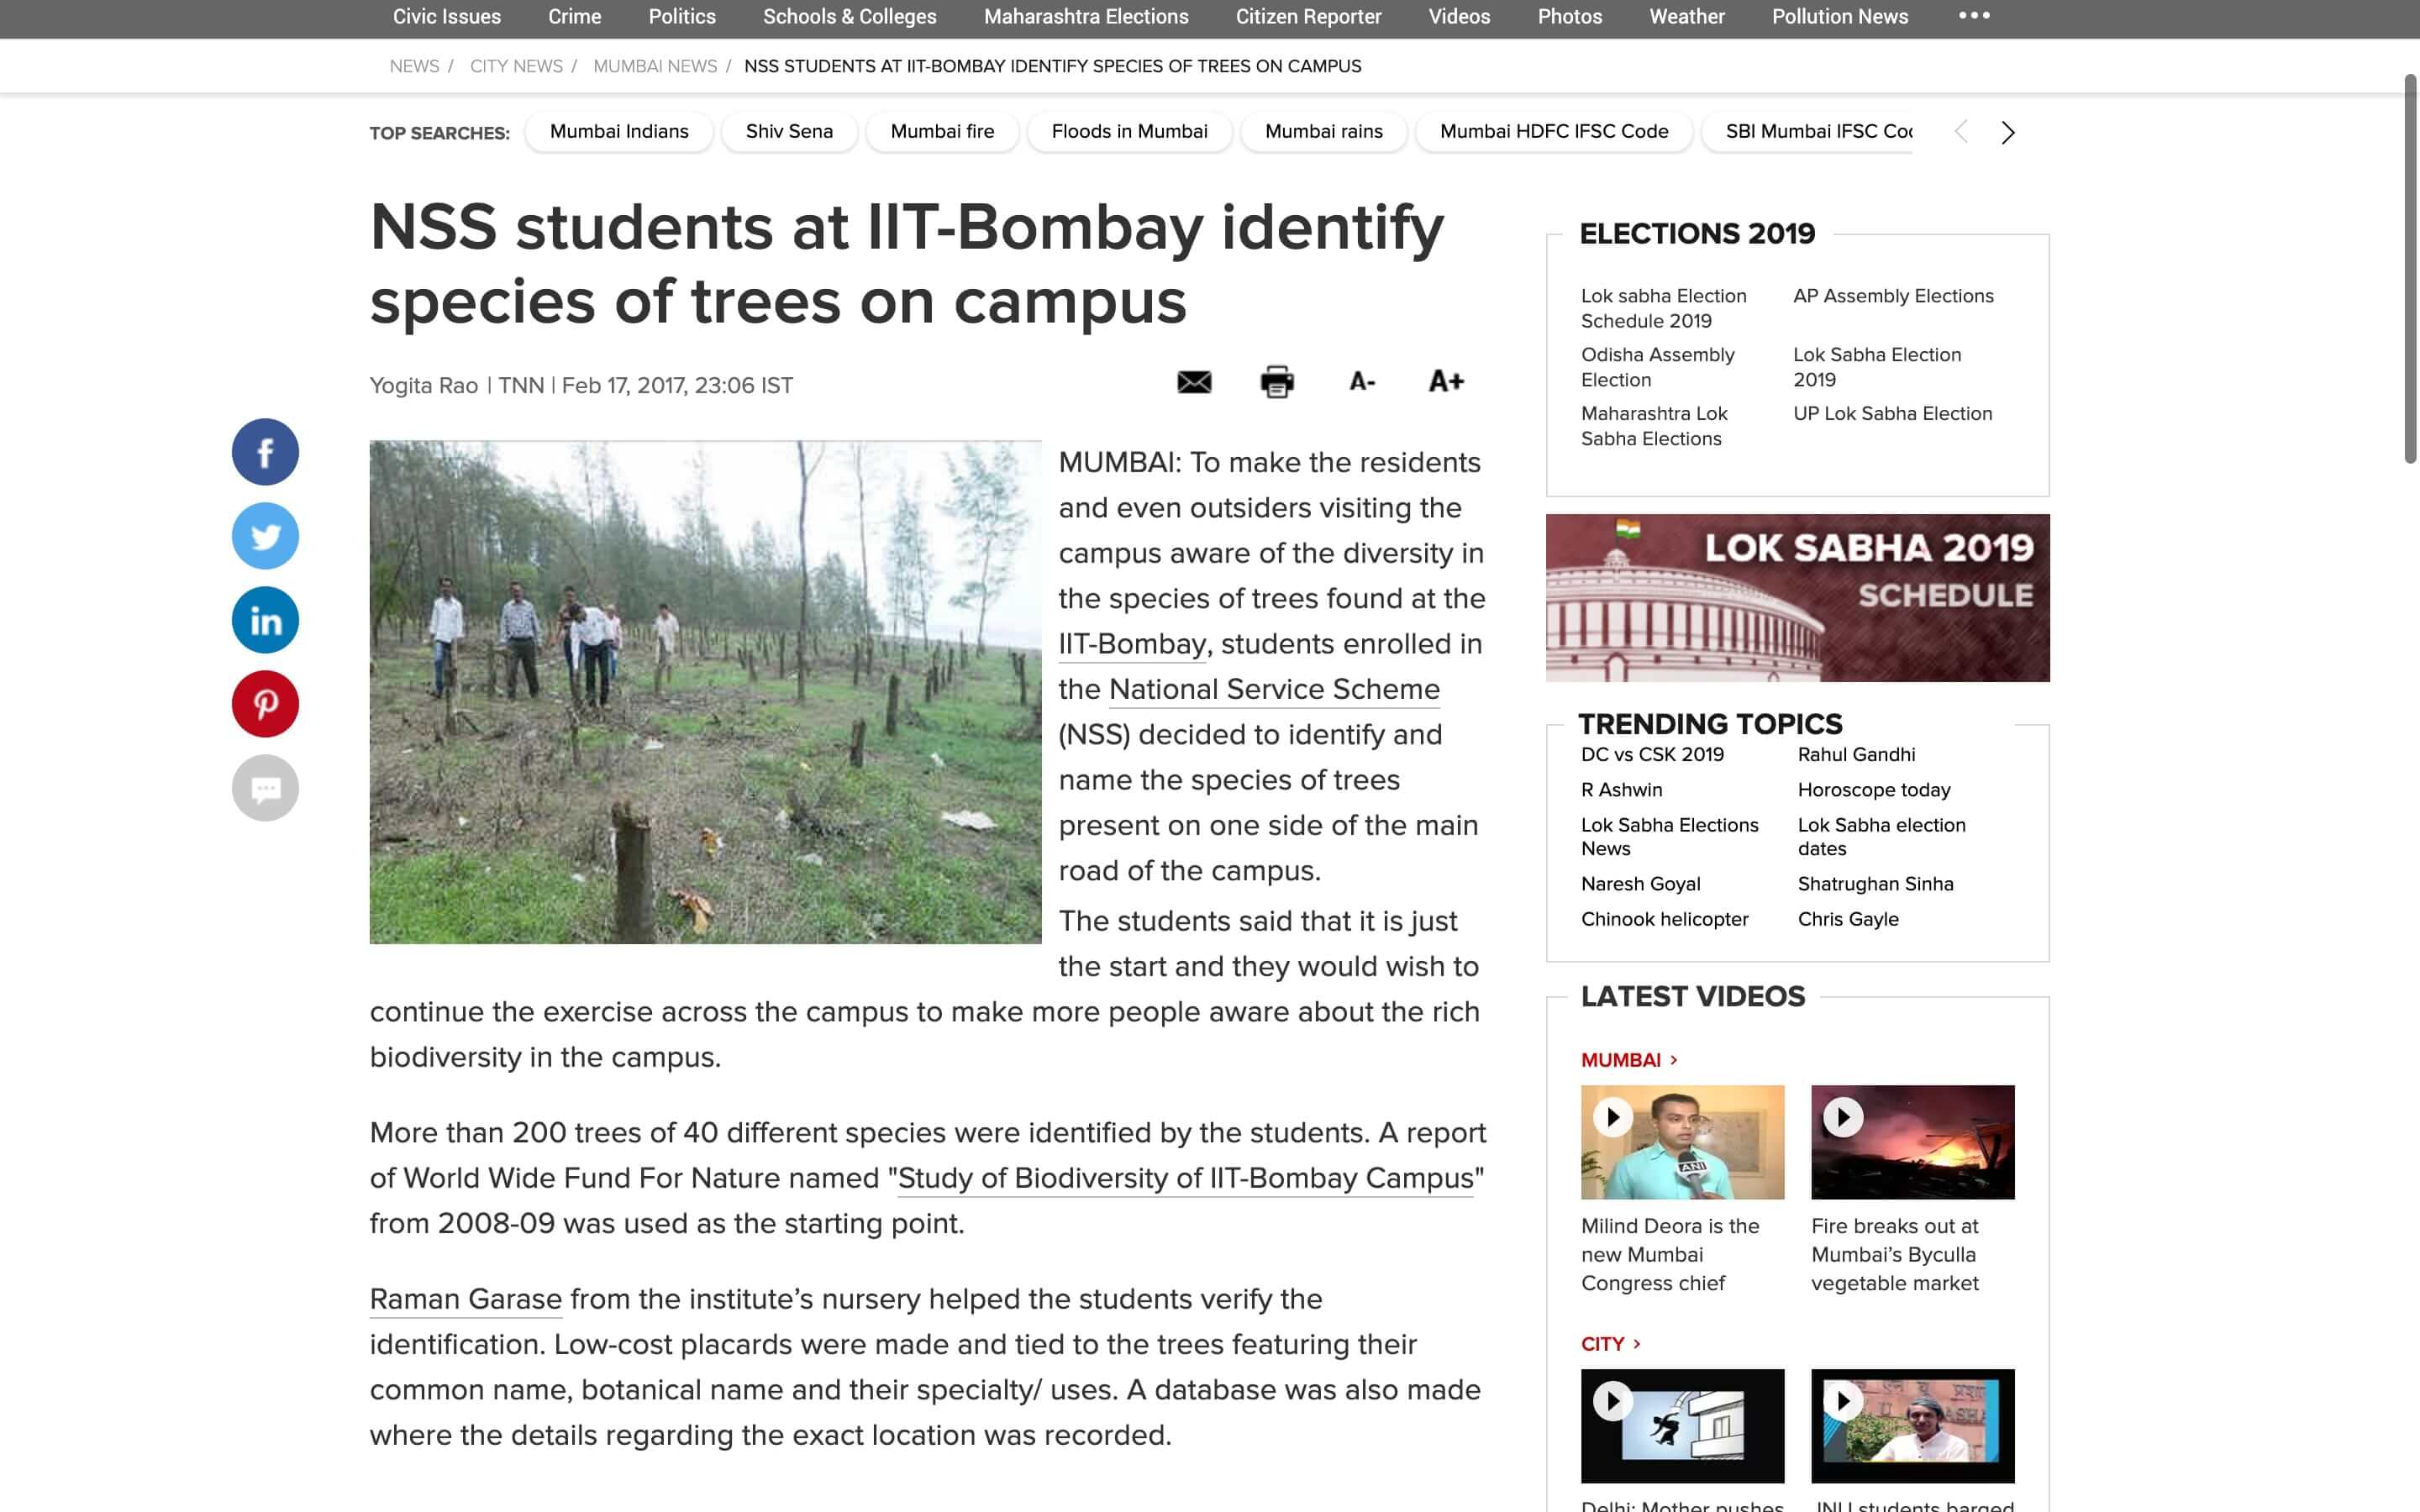 Civic Issues Crime Politics Schools & Colleges Maharashtra Elections Citizen Reporter Videos Photos Weather Pollution News •••
NEWS / CITY NEWS / MUMBAI NEWS / NSS STUDENTS AT IIT-BOMBAY IDENTIFY SPECIES OF TREES ON CAMPUS
TOP SEARCHES: Mumbai Indians Shiv Sena Mumbai fire Floods in Mumbai Mumbai rains Mumbai HDFC IFSC Code SBI Mumbai IFSC
NSS students at IIT-Bombay identify
species of trees on campus
Yogita Rao | TNN | Feb 17, 2017, 23:06 IST
A- A+
MUMBAI: To make the residents
and even outsiders visiting the
campus aware of the diversity in
the species of trees found at the
IIT-Bombay, students enrolled in
the National Service Scheme
(NSS) decided to identify and
name the species of trees
present on one side of the main
road of the campus.
The students said that it is just
the start and they would wish to
continue the exercise across the campus to make more people aware about the rich
biodiversity in the campus.
More than 200 trees of 40 different species were identified by the students. A report
of World Wide Fund For Nature named "Study of Biodiversity of IIT-Bombay Campus"
from 2008-09 was used as the starting point.
Raman Garase from the institute’s nursery helped the students verify the
identification. Low-cost placards were made and tied to the trees featuring their
common name, botanical name and their specialty/ uses. A database was also made
where the details regarding the exact location was recorded.
ELECTIONS 2019
Lok sabha Election
Schedule 2019
AP Assembly Elections
Odisha Assembly
Election
Lok Sabha Election
2019
Maharashtra Lok
Sabha Elections
UP Lok Sabha Election
LOK SABHA 2019
SCHEDULE
TRENDING TOPICS
DC vs CSK 2019
Rahul Gandhi
R Ashwin
Horoscope today
Lok Sabha Elections
News
Lok Sabha election
dates
Naresh Goyal
Shatrughan Sinha
Chinook helicopter
Chris Gayle
LATEST VIDEOS
MUMBAI >
ANI
Milind Deora is the
new Mumbai
Congress chief
Fire breaks out at
Mumbai’s Byculla
vegetable market
CITY >
Delhi: Mother pushes
JNU students barged